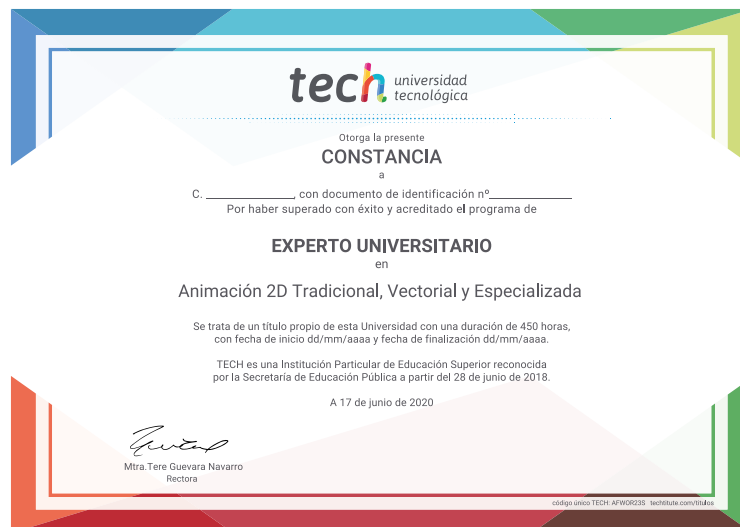 tech universidad
tecnológica
Otorga la presente
CONSTANCIA
a
C. ______________, con documento de identificación nº_____________
Por haber superado con éxito y acreditado el programa de
EXPERTO UNIVERSITARIO
en
Animación 2D Tradicional, Vectorial y Especializada
Se trata de un título propio de esta Universidad con una duración de 450 horas,
con fecha de inicio dd/mm/aaaa y fecha de finalización dd/mm/aaaa.
TECH es una Institución Particular de Educación Superior reconocida
por la Secretaría de Educación Pública a partir del 28 de junio de 2018.
A 17 de junio de 2020
Mtra.Tere Guevara Navarro
Rectora
código único TECH: AFWOR23S techtitute.com/titulos